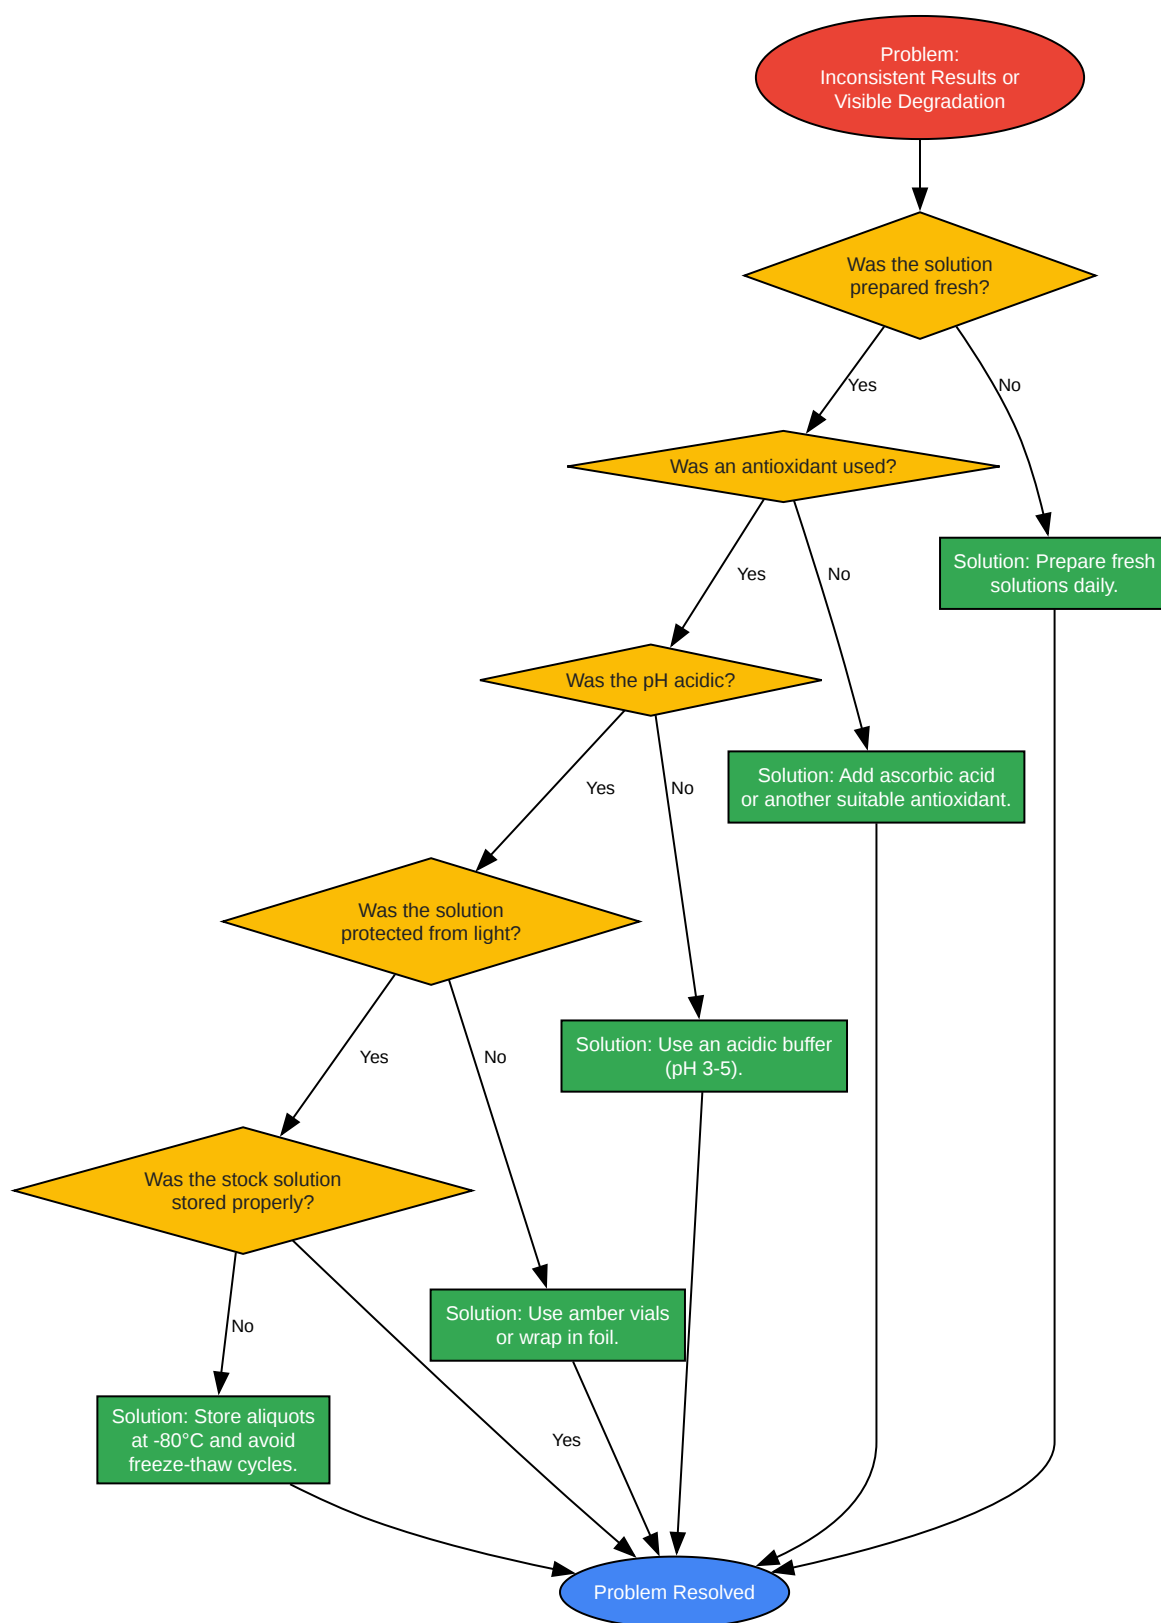 Problem:
Inconsistent Results or
Visible Degradation
Was the solution
prepared fresh?
Yes
No
Was an antioxidant used?
Solution: Prepare fresh
solutions daily.
Yes
No
Was the pH acidic?
Solution: Add ascorbic acid
or another suitable antioxidant.
Yes
No
Was the solution
protected from light?
Solution: Use an acidic buffer
(pH 3-5).
Yes
No
Was the stock solution
stored properly?
Solution: Use amber vials
or wrap in foil.
No
Yes
Solution: Store aliquots
at -80°C and avoid
freeze-thaw cycles.
Problem Resolved